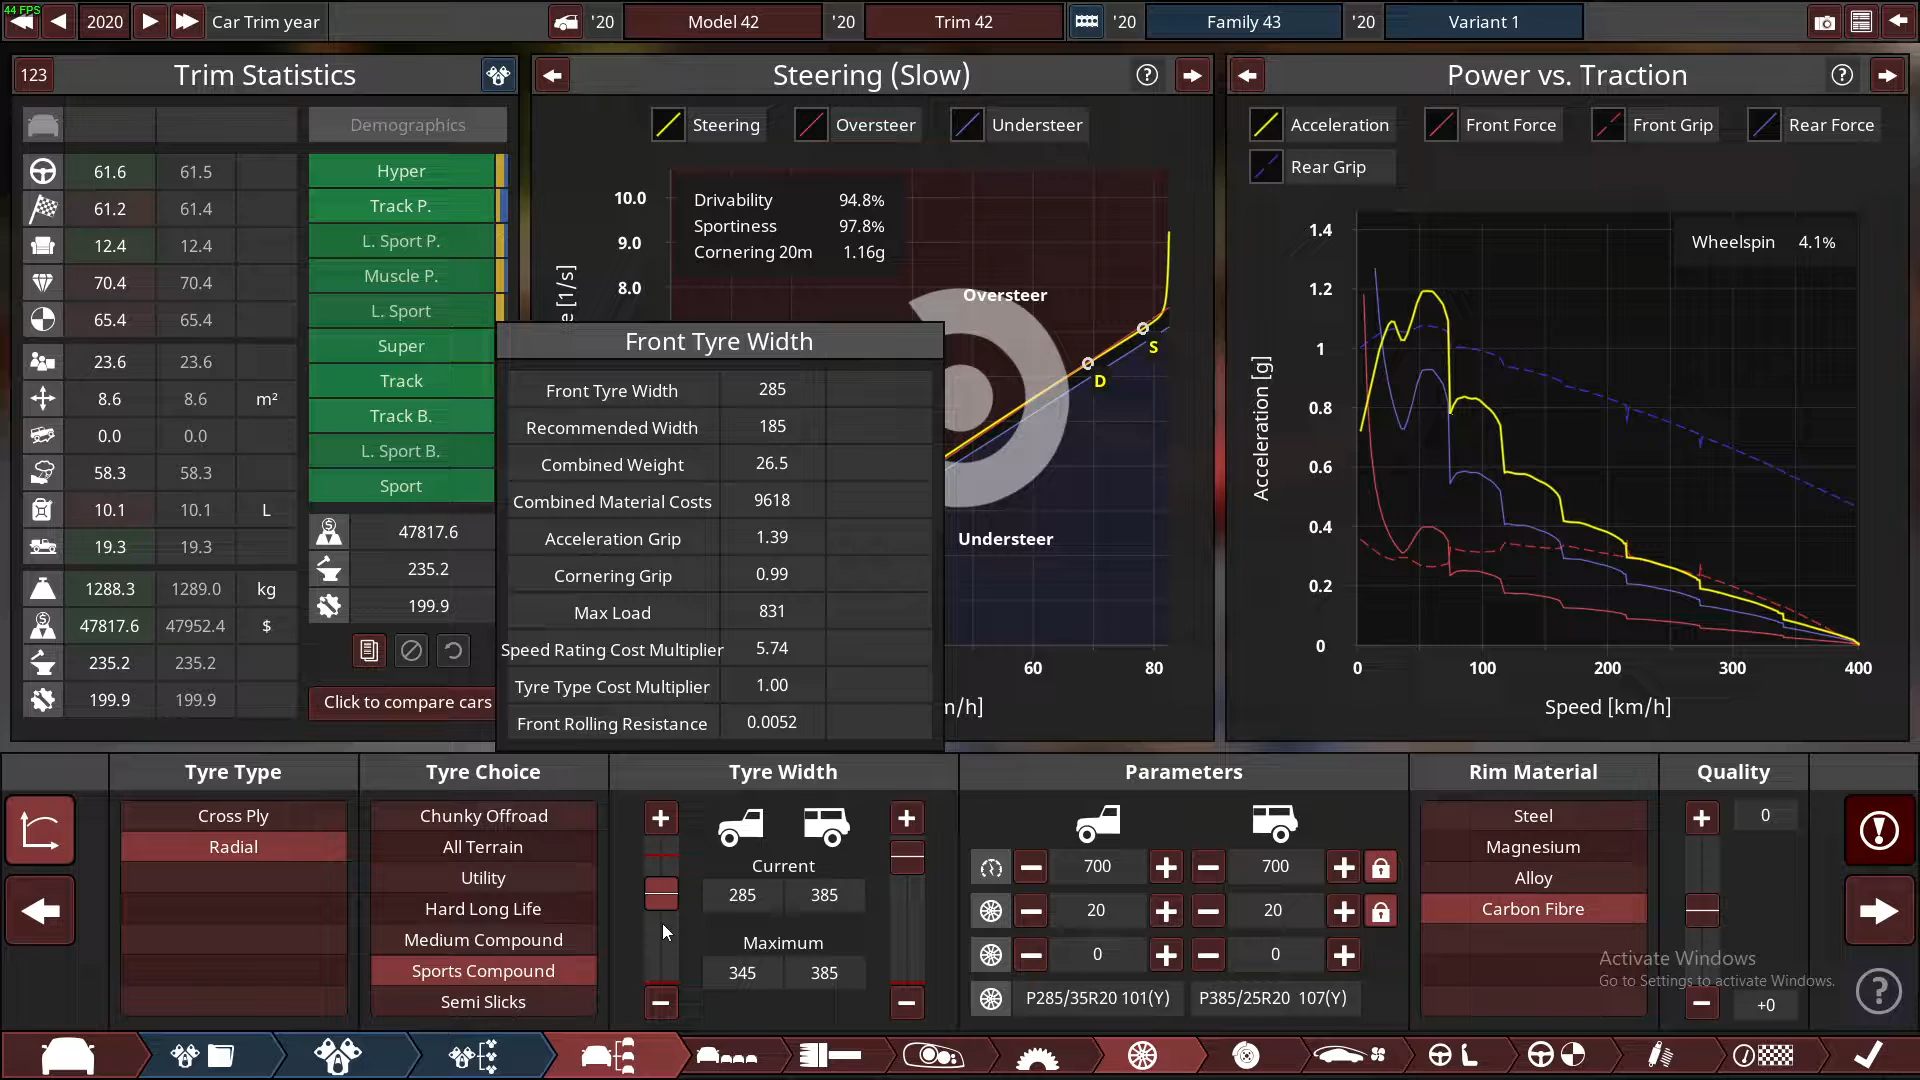 44 FPS
2020
Car Trim year
'20
Model 42
'20
Trim 42
'20
Family 43
'20
Variant 1
123
Trim Statistics
Demographics
61.6 61.5
61.2 61.4
12.4 12.4
70.4 70.4
65.4 65.4
23.6 23.6
8.6 8.6 m²
0.0 0.0
58.3 58.3
10.1 10.1 L
19.3 19.3
1288.3 1289.0 kg
47817.6 47952.4 $
235.2 235.2
199.9 199.9
Hyper
Track P.
L. Sport P.
Muscle P.
L. Sport
Super
Track
Track B.
L. Sport B.
Sport
47817.6
235.2
199.9
Click to compare cars
Steering (Slow)
?
Steering
Oversteer
Understeer
10.0
9.0
8.0
[1/s]
Drivability 94.8%
Sportiness 97.8%
Cornering 20m 1.16g
Oversteer
S
D
Understeer
60
80
m/h]
Front Tyre Width
Front Tyre Width 285
Recommended Width 185
Combined Weight 26.5
Combined Material Costs 9618
Acceleration Grip 1.39
Cornering Grip 0.99
Max Load 831
Speed Rating Cost Multiplier 5.74
Tyre Type Cost Multiplier 1.00
Front Rolling Resistance 0.0052
Power vs. Traction
?
Acceleration
Front Force
Front Grip
Rear Force
Rear Grip
Wheelspin 4.1%
1.4
1.2
1
0.8
0.6
0.4
0.2
0
Acceleration [g]
0
100
200
300
400
Speed [km/h]
Tyre Type
Cross Ply
Radial
Tyre Choice
Chunky Offroad
All Terrain
Utility
Hard Long Life
Medium Compound
Sports Compound
Semi Slicks
Tyre Width
Current
285 385
Maximum
345 385
Parameters
700 700
20 20
0 0
P285/35R20 101(Y)
P385/25R20 107(Y)
Rim Material
Steel
Magnesium
Alloy
Carbon Fibre
Quality
0
+0
Activate Windows
Go to Settings to activate Windows.
?